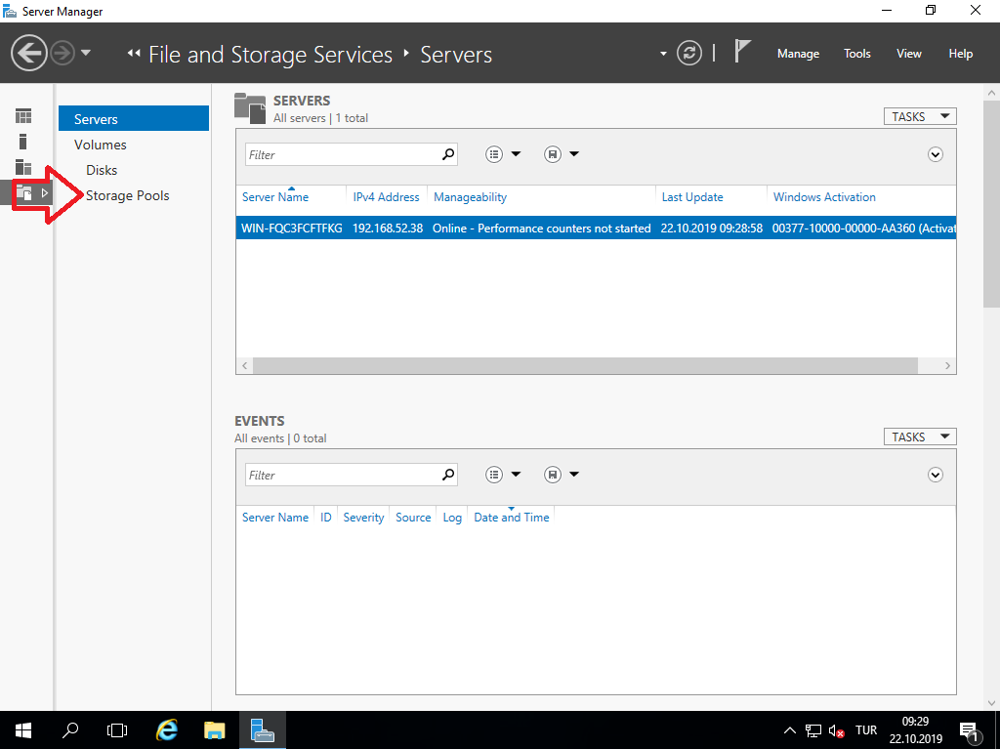 Server Manager
File and Storage Services Servers
Manage Tools View Help
Servers
Volumes
Disks
Storage Pools
SERVERS
All servers | 1 total
TASKS
Filter
Server Name IPv4 Address Manageability Last Update Windows Activation
WIN-FQC3FCFTFKG 192.168.52.38 Online - Performance counters not started 22.10.2019 09:28:58 00377-10000-00000-AA360 (Activat
EVENTS
All events | 0 total
TASKS
Filter
Server Name ID Severity Source Log Date and Time
TUR
09:29
22.10.2019
1